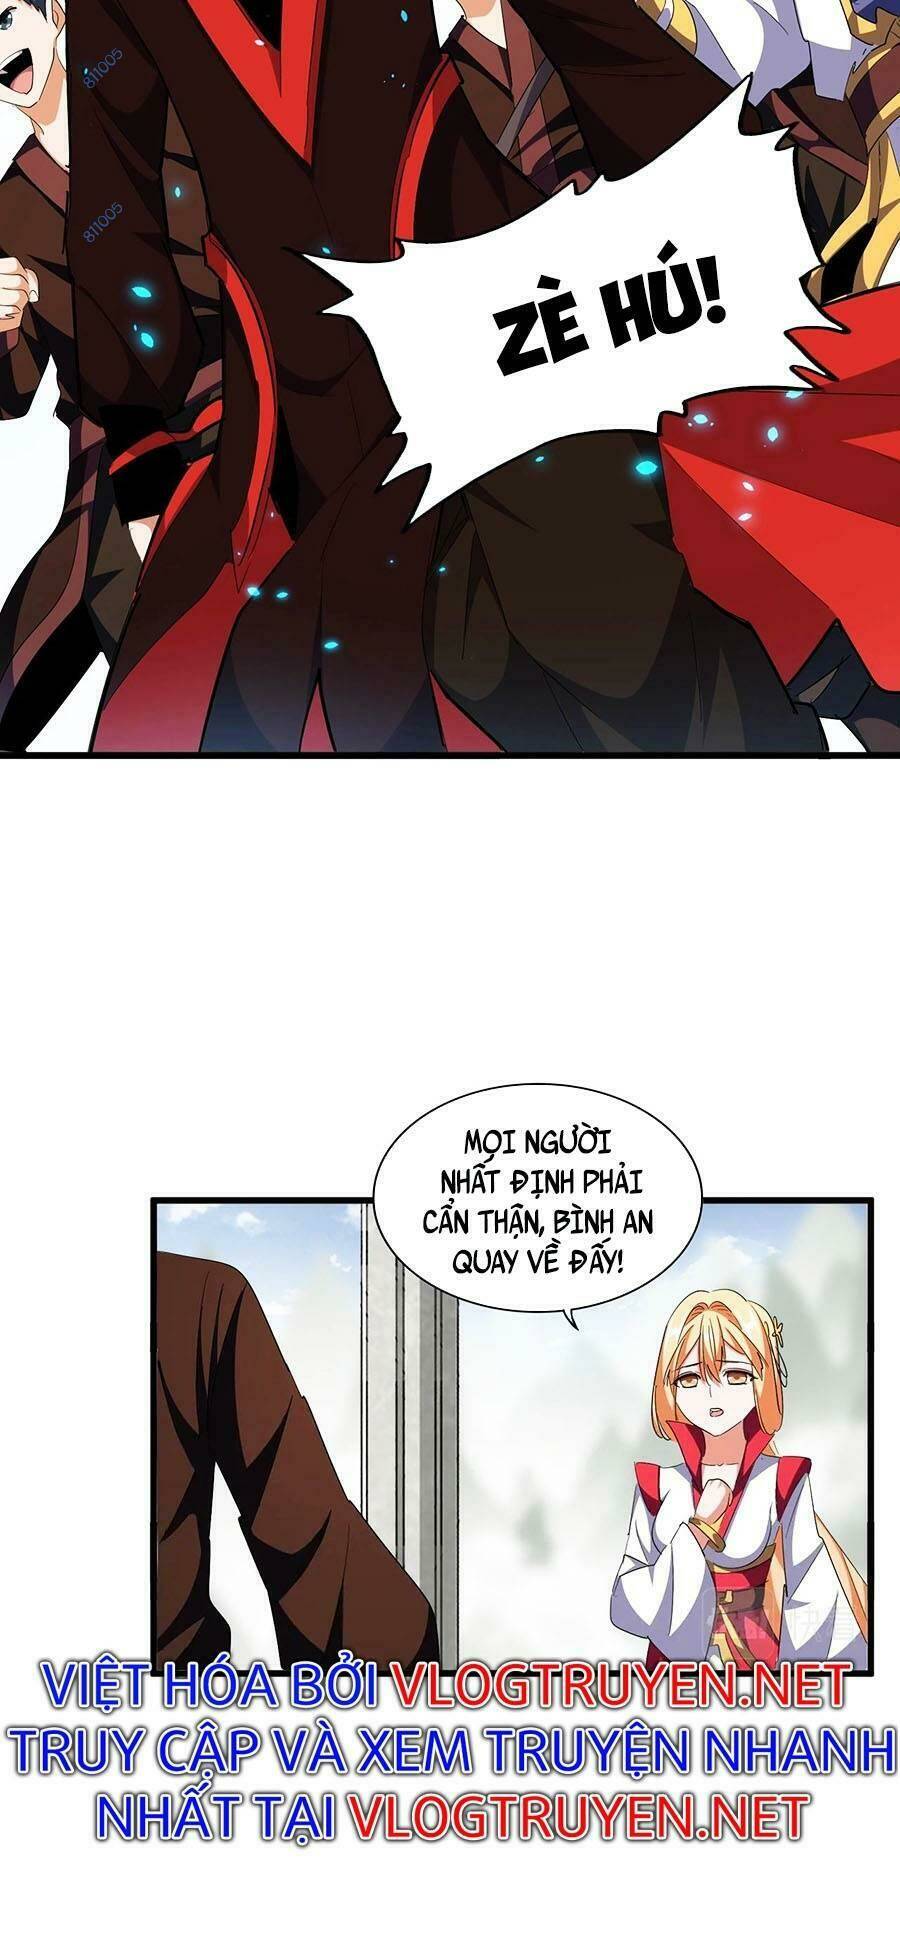 811005
811005
ZÈ HÚ!
MỌI NGƯỜI
NHẤT ĐỊNH PHẢI
CẨN THẬN, BÌNH AN
QUAY VỀ ĐẤY!
VIỆT HÓA BỞI VLOGTRUYEN.NET
TRUY CẬP VÀ XEM TRUYỆN NHANH
NHẤT TẠI VLOGTRUYEN.NET